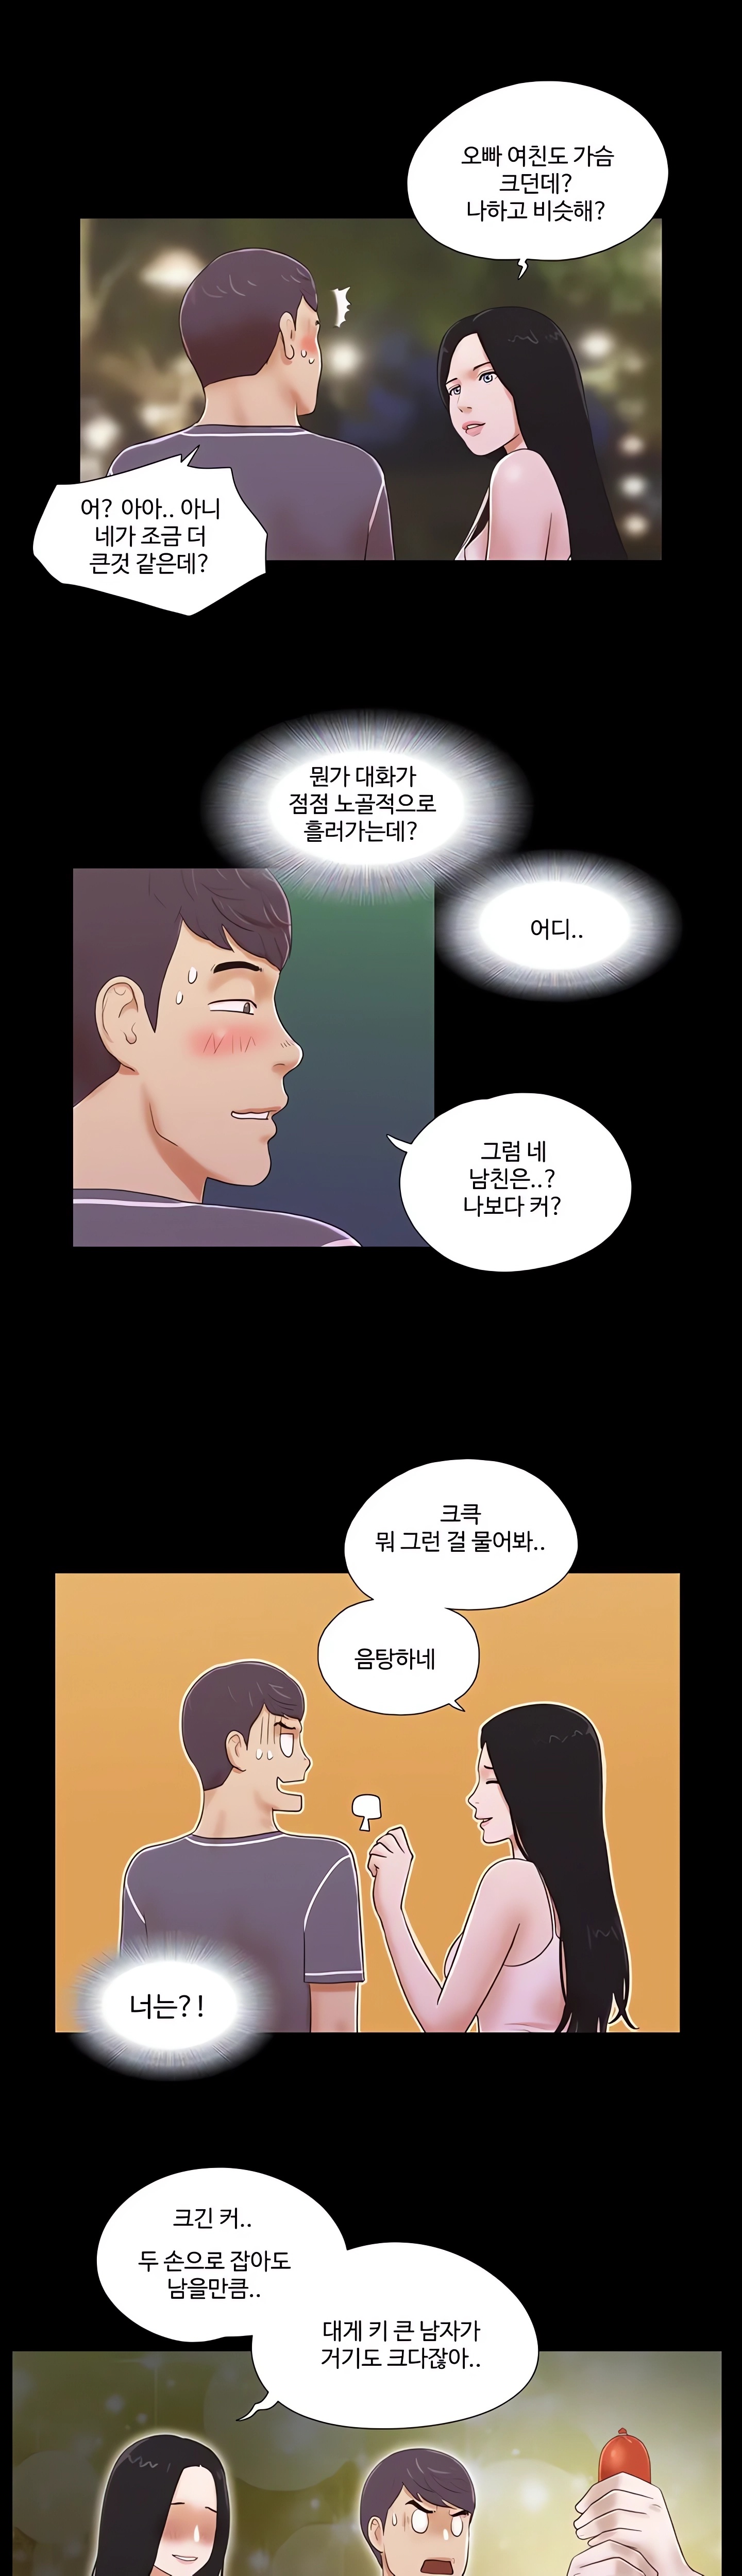 오빠 여친도 가슴
크던데?
나하고 비슷해?
어? 아아.. 아니
네가 조금 더
큰것 같은데?
뭔가 대화가
점점 노골적으로
흘러가는데?
어디..
그럼 네
남친은..?
나보다 커?
크큭
뭐 그런 걸 물어봐..
음탕하네
너는?!
크긴 커..
두 손으로 잡아도
남을만큼..
대게 키 큰 남자가
거기도 크다잖아..